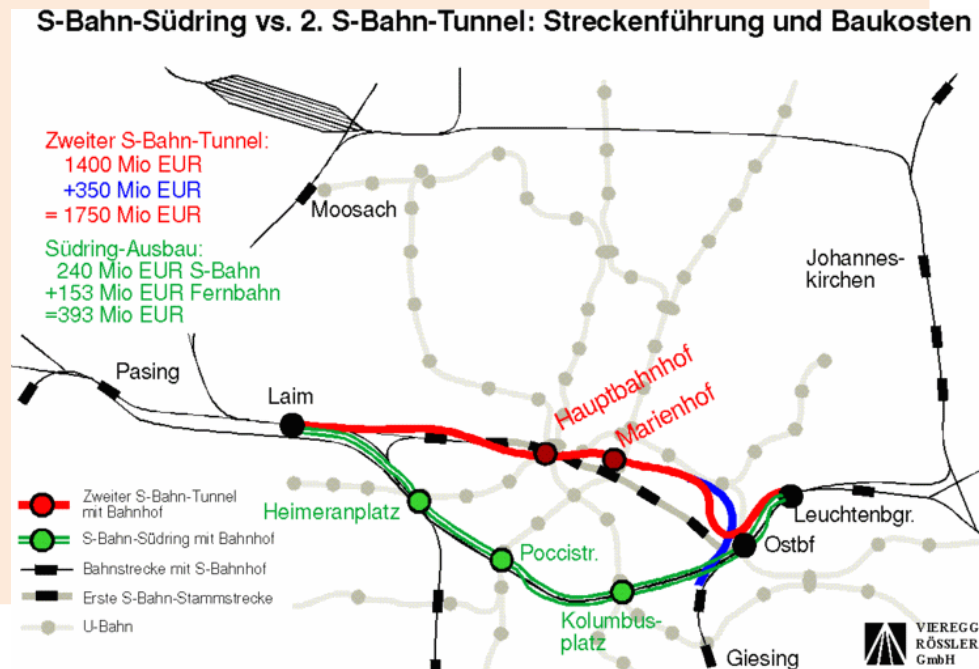 S-Bahn-Südring vs. 2. S-Bahn-Tunnel: Streckenführung und Baukosten
Zweiter S-Bahn-Tunnel:
1400 Mio EUR
+350 Mio EUR
= 1750 Mio EUR
Südring-Ausbau:
240 Mio EUR S-Bahn
+153 Mio EUR Fernbahn
=393 Mio EUR
Moosach
Johannes-
kirchen
Pasing
Laim
Hauptbahnhof
Marienhof
Heimeranplatz
Poccistr.
Kolumbus-
platz
Leuchtenbgr.
Ostbf
Giesing
Zweiter S-Bahn-Tunnel
mit Bahnhof
S-Bahn-Südring mit Bahnhof
Bahnstrecke mit S-Bahnhof
Erste S-Bahn-Stammstrecke
U-Bahn
VIEREGG
RÖSSLER
GmbH